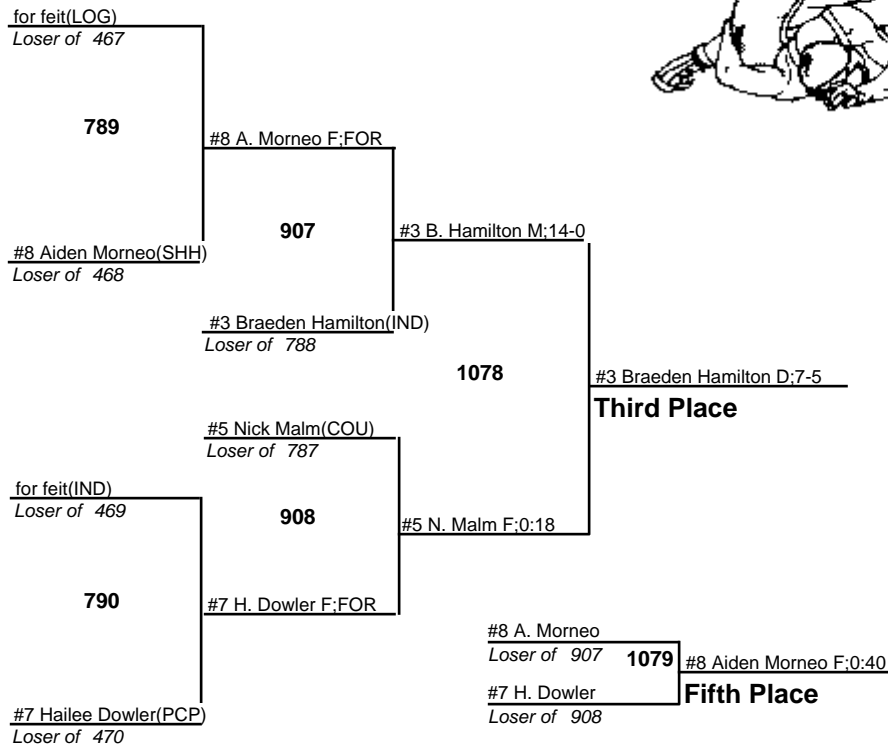 for feit(LOG)
Loser of 467
789
#8 A. Morneo F;FOR
907
#3 B. Hamilton M;14-0
#8 Aiden Morneo(SHH)
Loser of 468
#3 Braeden Hamilton(IND)
Loser of 788
1078
#3 Braeden Hamilton D;7-5
Third Place
#5 Nick Malm(COU)
Loser of 787
for feit(IND)
Loser of 469
908
#5 N. Malm F;0:18
790
#7 H. Dowler F;FOR
#7 Hailee Dowler(PCP)
Loser of 470
#8 A. Morneo
Loser of 907
1079
#8 Aiden Morneo F;0:40
Fifth Place
#7 H. Dowler
Loser of 908